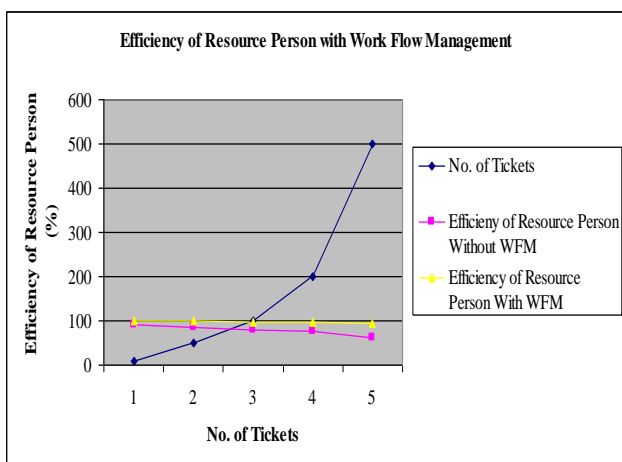 Efficiency of Resource Person with Work Flow Management
Efficiency of Resource Person
(%)
600
500
400
300
200
100
0
1 2 3 4 5
No. of Tickets
No. of Tickets
Efficieny of Resource Person
Without WFM
Efficiency of Resource
Person With WFM